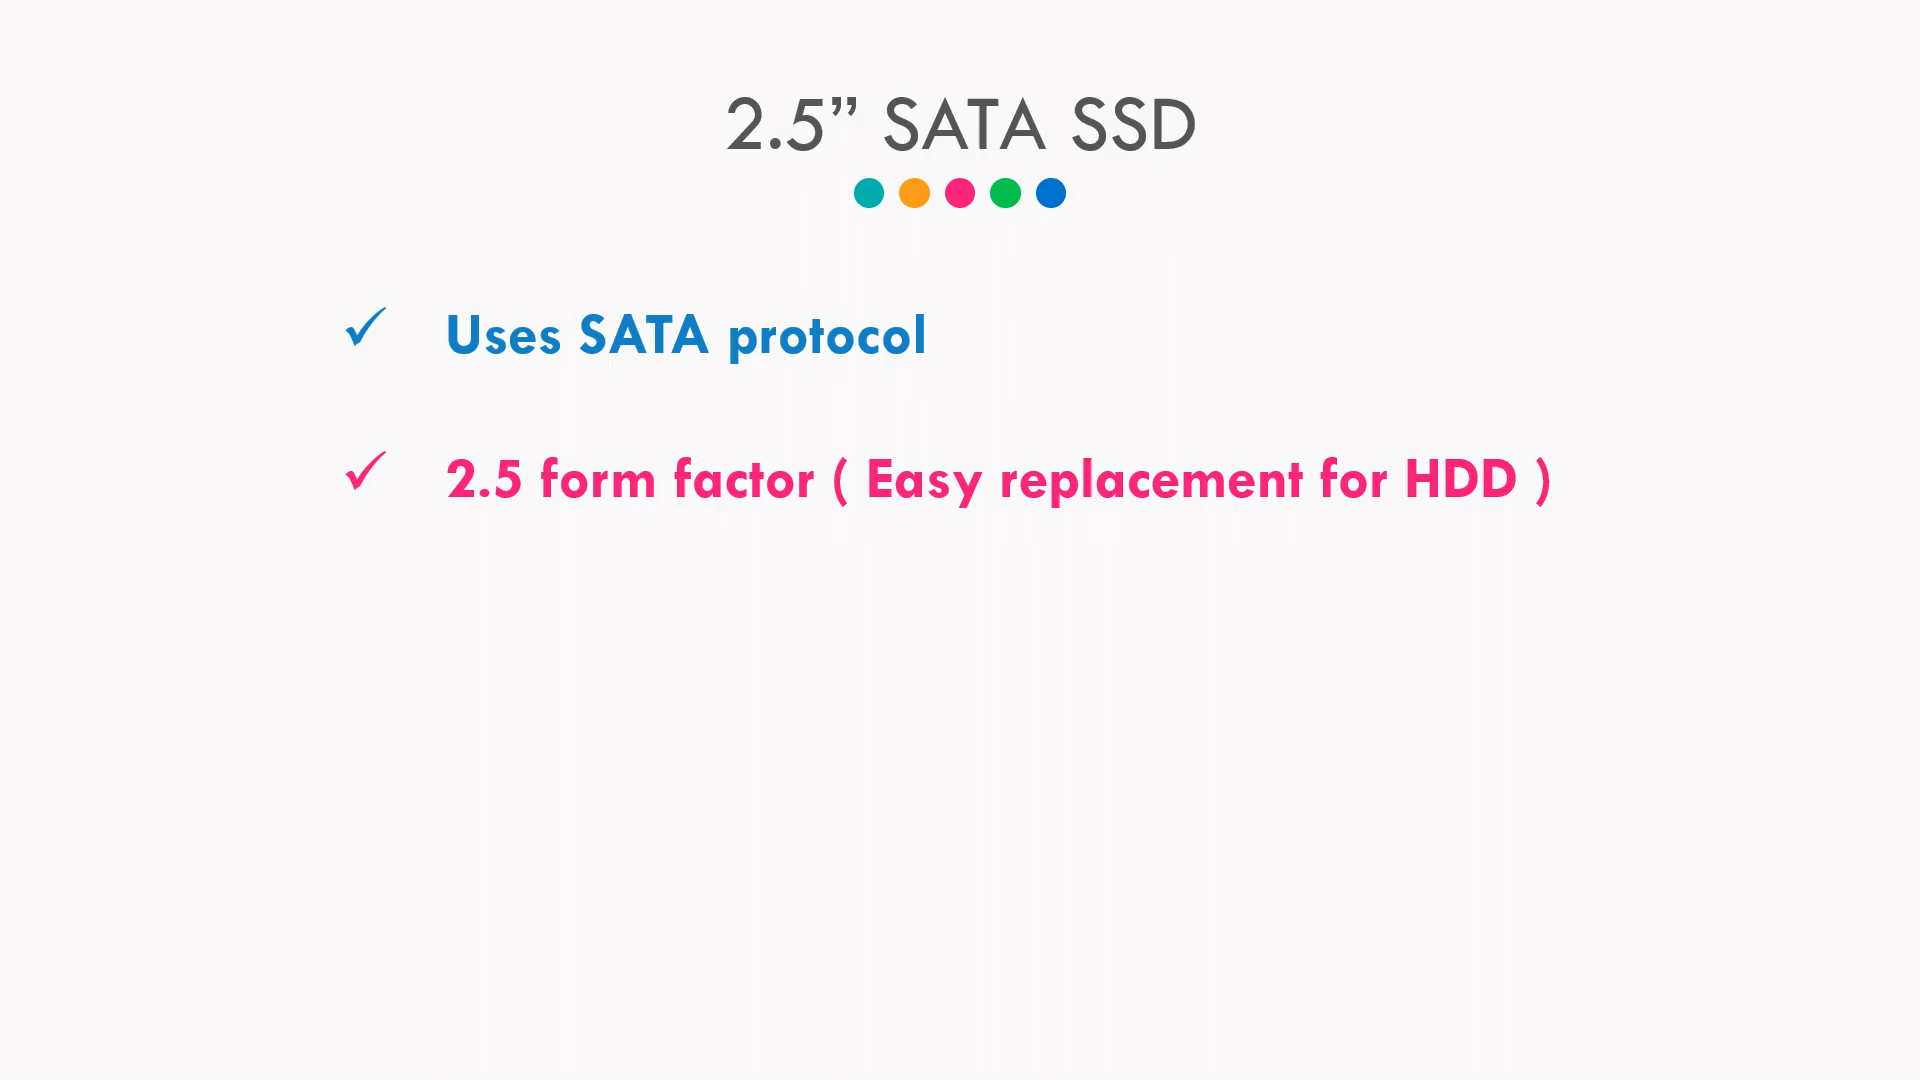 2.5” SATA SSD
Uses SATA protocol
2.5 form factor ( Easy replacement for HDD )